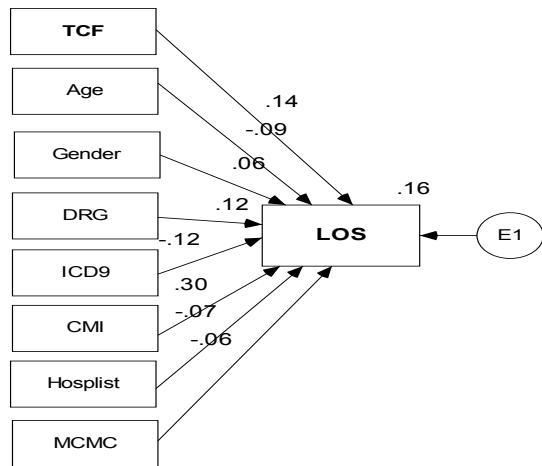 TCF
Age
Gender
DRG
ICD9
CMI
Hosplist
MCMC
.14
-.09
.06
.12
-.12
.30
-.07
-.06
.16
LOS
E1